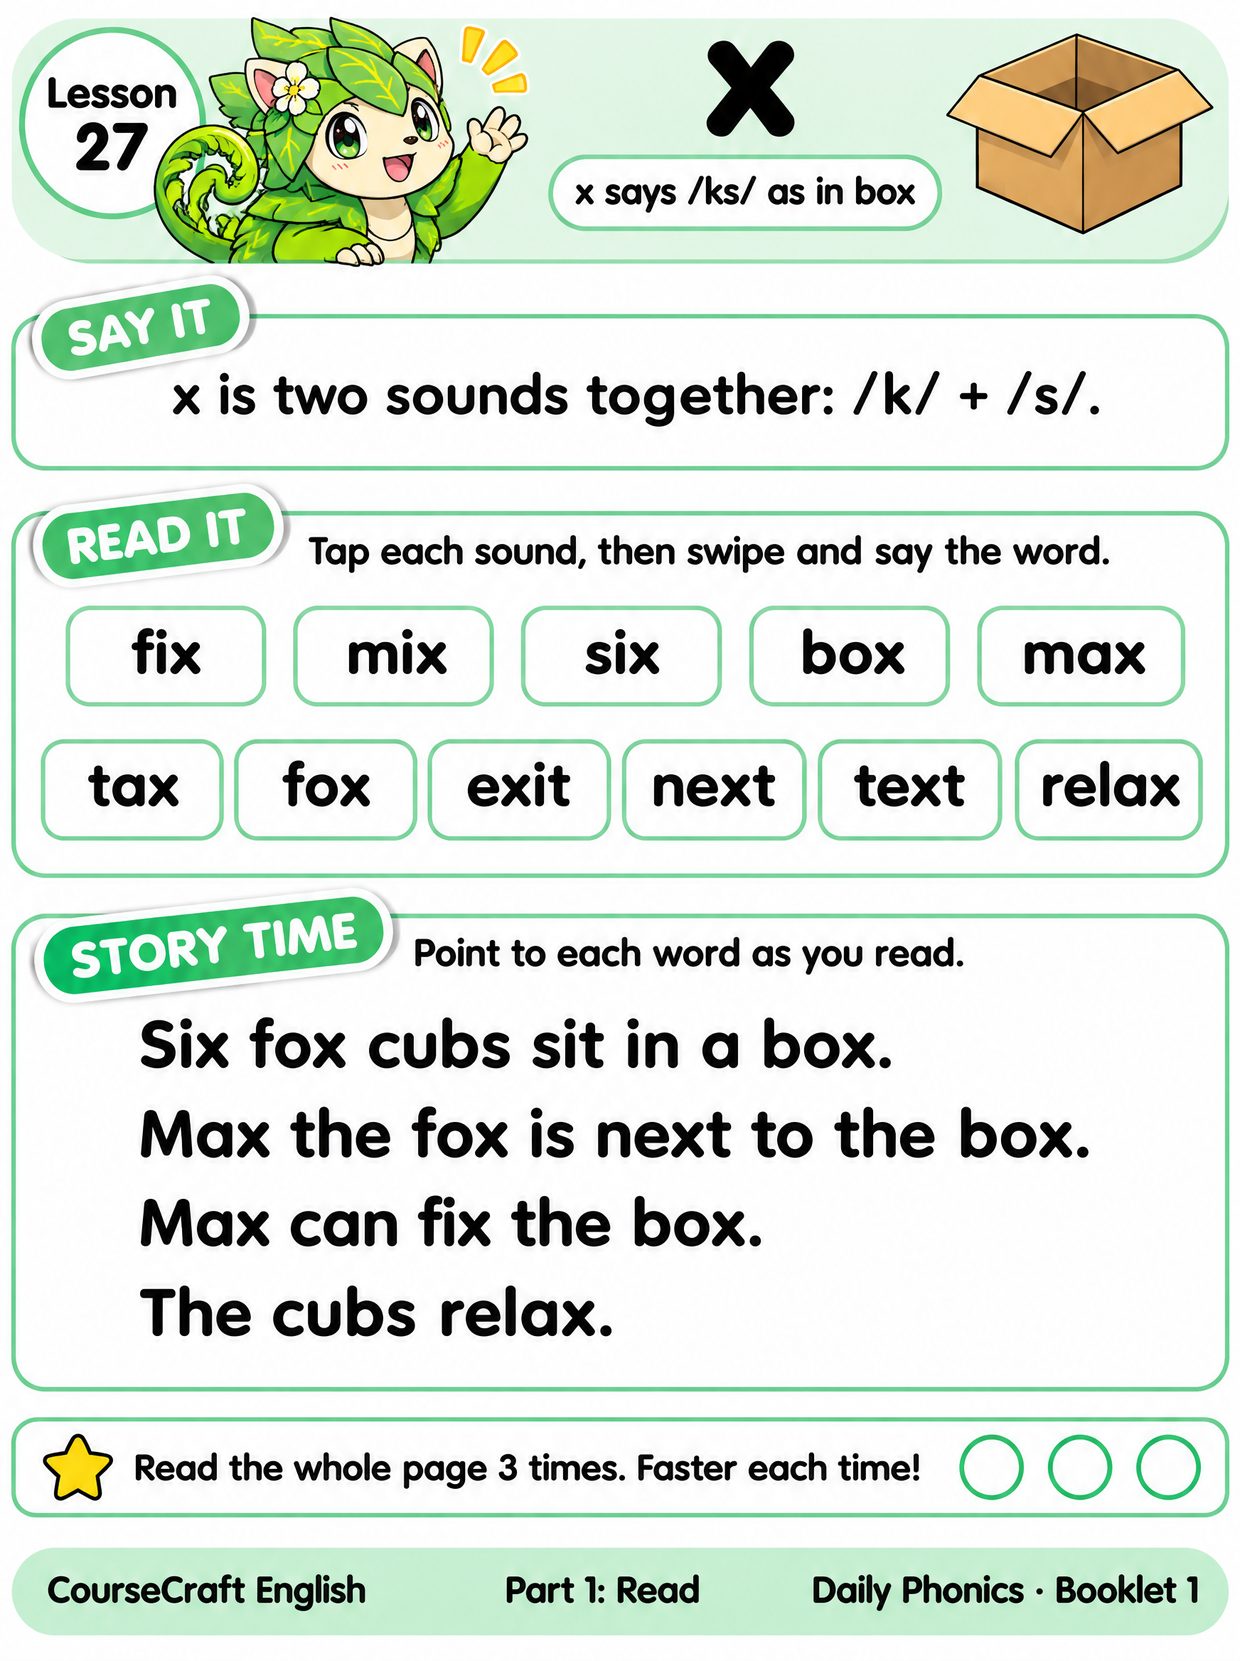 Lesson
27
x
x says /ks/ as in box
SAY IT
x is two sounds together: /k/ + /s/.
READ IT
Tap each sound, then swipe and say the word.
fix mix six box max
tax fox exit next text relax
STORY TIME
Point to each word as you read.
Six fox cubs sit in a box.
Max the fox is next to the box.
Max can fix the box.
The cubs relax.
Read the whole page 3 times. Faster each time!
CourseCraft English Part 1: Read Daily Phonics · Booklet 1